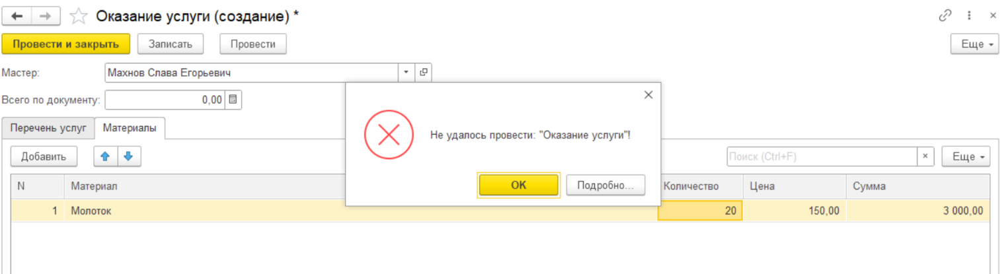 Оказание услуги (создание) *
Провести и закрыть Записать Провести Еще
Мастер: Махнов Слава Егорьевич
Всего по документу: 0,00
Не удалось провести: "Оказание услуги"!
OK Подробно...
Перечень услуг Материалы
Добавить Поиск (Ctrl+F) × Еще
N Материал Количество Цена Сумма
1 Молоток 20 150,00 3 000,00